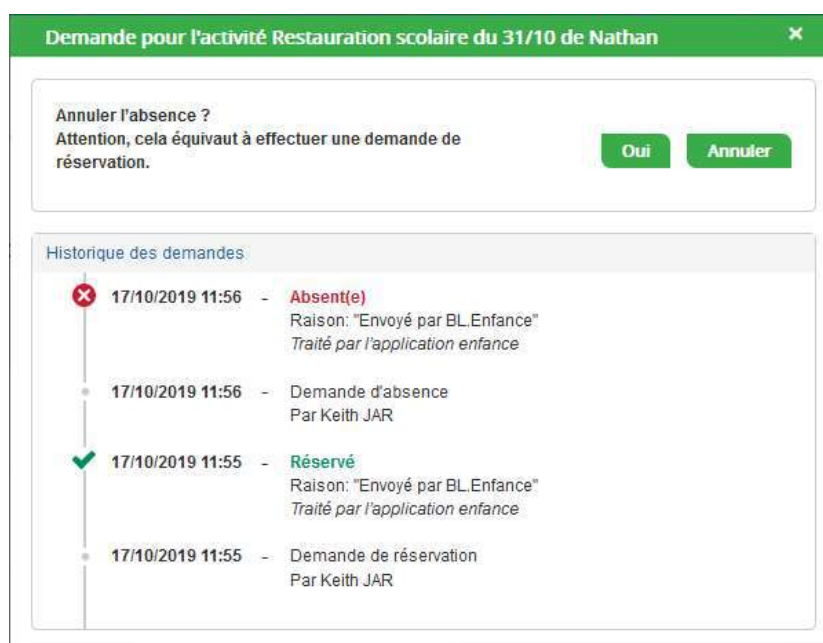 Demande pour l'activité Restauration scolaire du 31/10 de Nathan ×
Annuler l'absence ?
Attention, cela équivaut à effectuer une demande de
réservation.
Oui Annuler
Historique des demandes
17/10/2019 11:56 - Absent(e)
Raison: "Envoyé par BL.Enfance"
Traité par l'application enfance
17/10/2019 11:56 - Demande d'absence
Par Keith JAR
17/10/2019 11:55 - Réservé
Raison: "Envoyé par BL.Enfance"
Traité par l'application enfance
17/10/2019 11:55 - Demande de réservation
Par Keith JAR